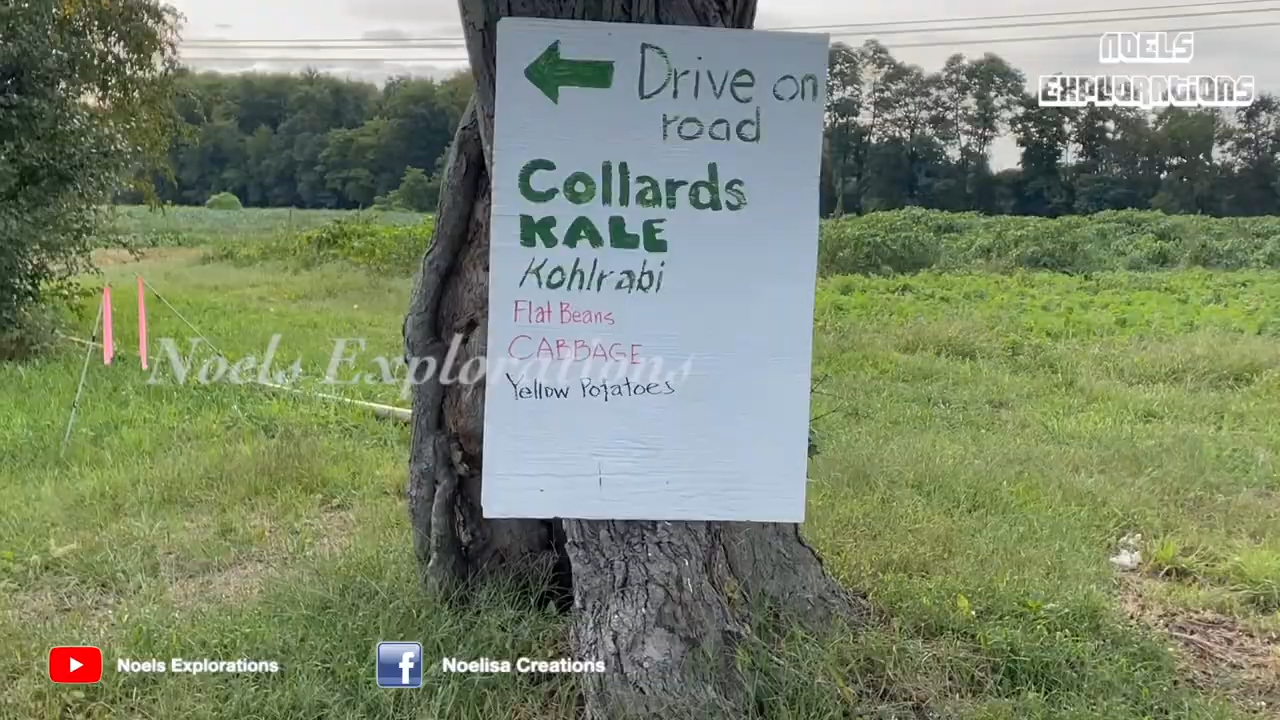 NOELS
EXPLORATIONS
Drive on
road
Collards
KALE
Kohlrabi
Flat Beans
CABBAGE
Yellow Potatoes
Noels Explorations
Noels Explorations
Noelisa Creations